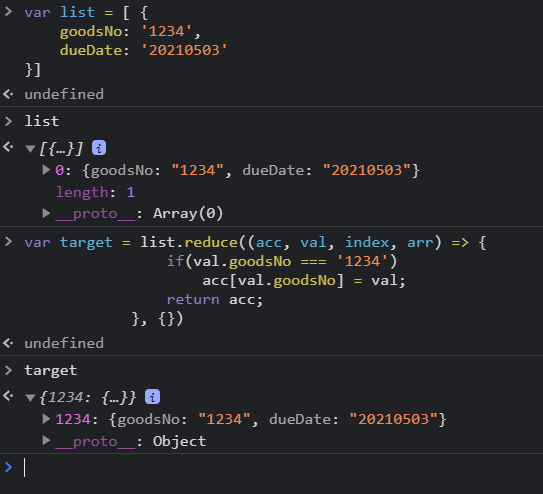 > var list = [ {
goodsNo: '1234',
dueDate: '20210503'
}]
undefined
> list
[{…}] i
0: {goodsNo: "1234", dueDate: "20210503"}
length: 1
__proto__: Array(0)
> var target = list.reduce((acc, val, index, arr) => {
if(val.goodsNo === '1234')
acc[val.goodsNo] = val;
return acc;
}, {})
undefined
> target
{1234: {…}} i
1234: {goodsNo: "1234", dueDate: "20210503"}
__proto__: Object
>